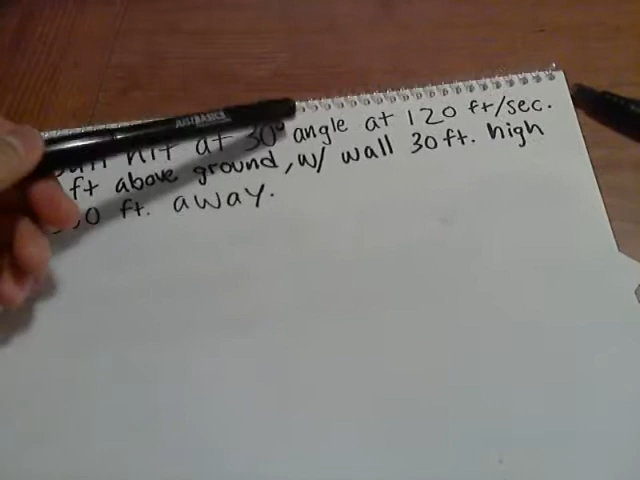 hit at 30° angle at 120 ft/sec.
ft above ground, w/ wall 30 ft. high
ft. away.